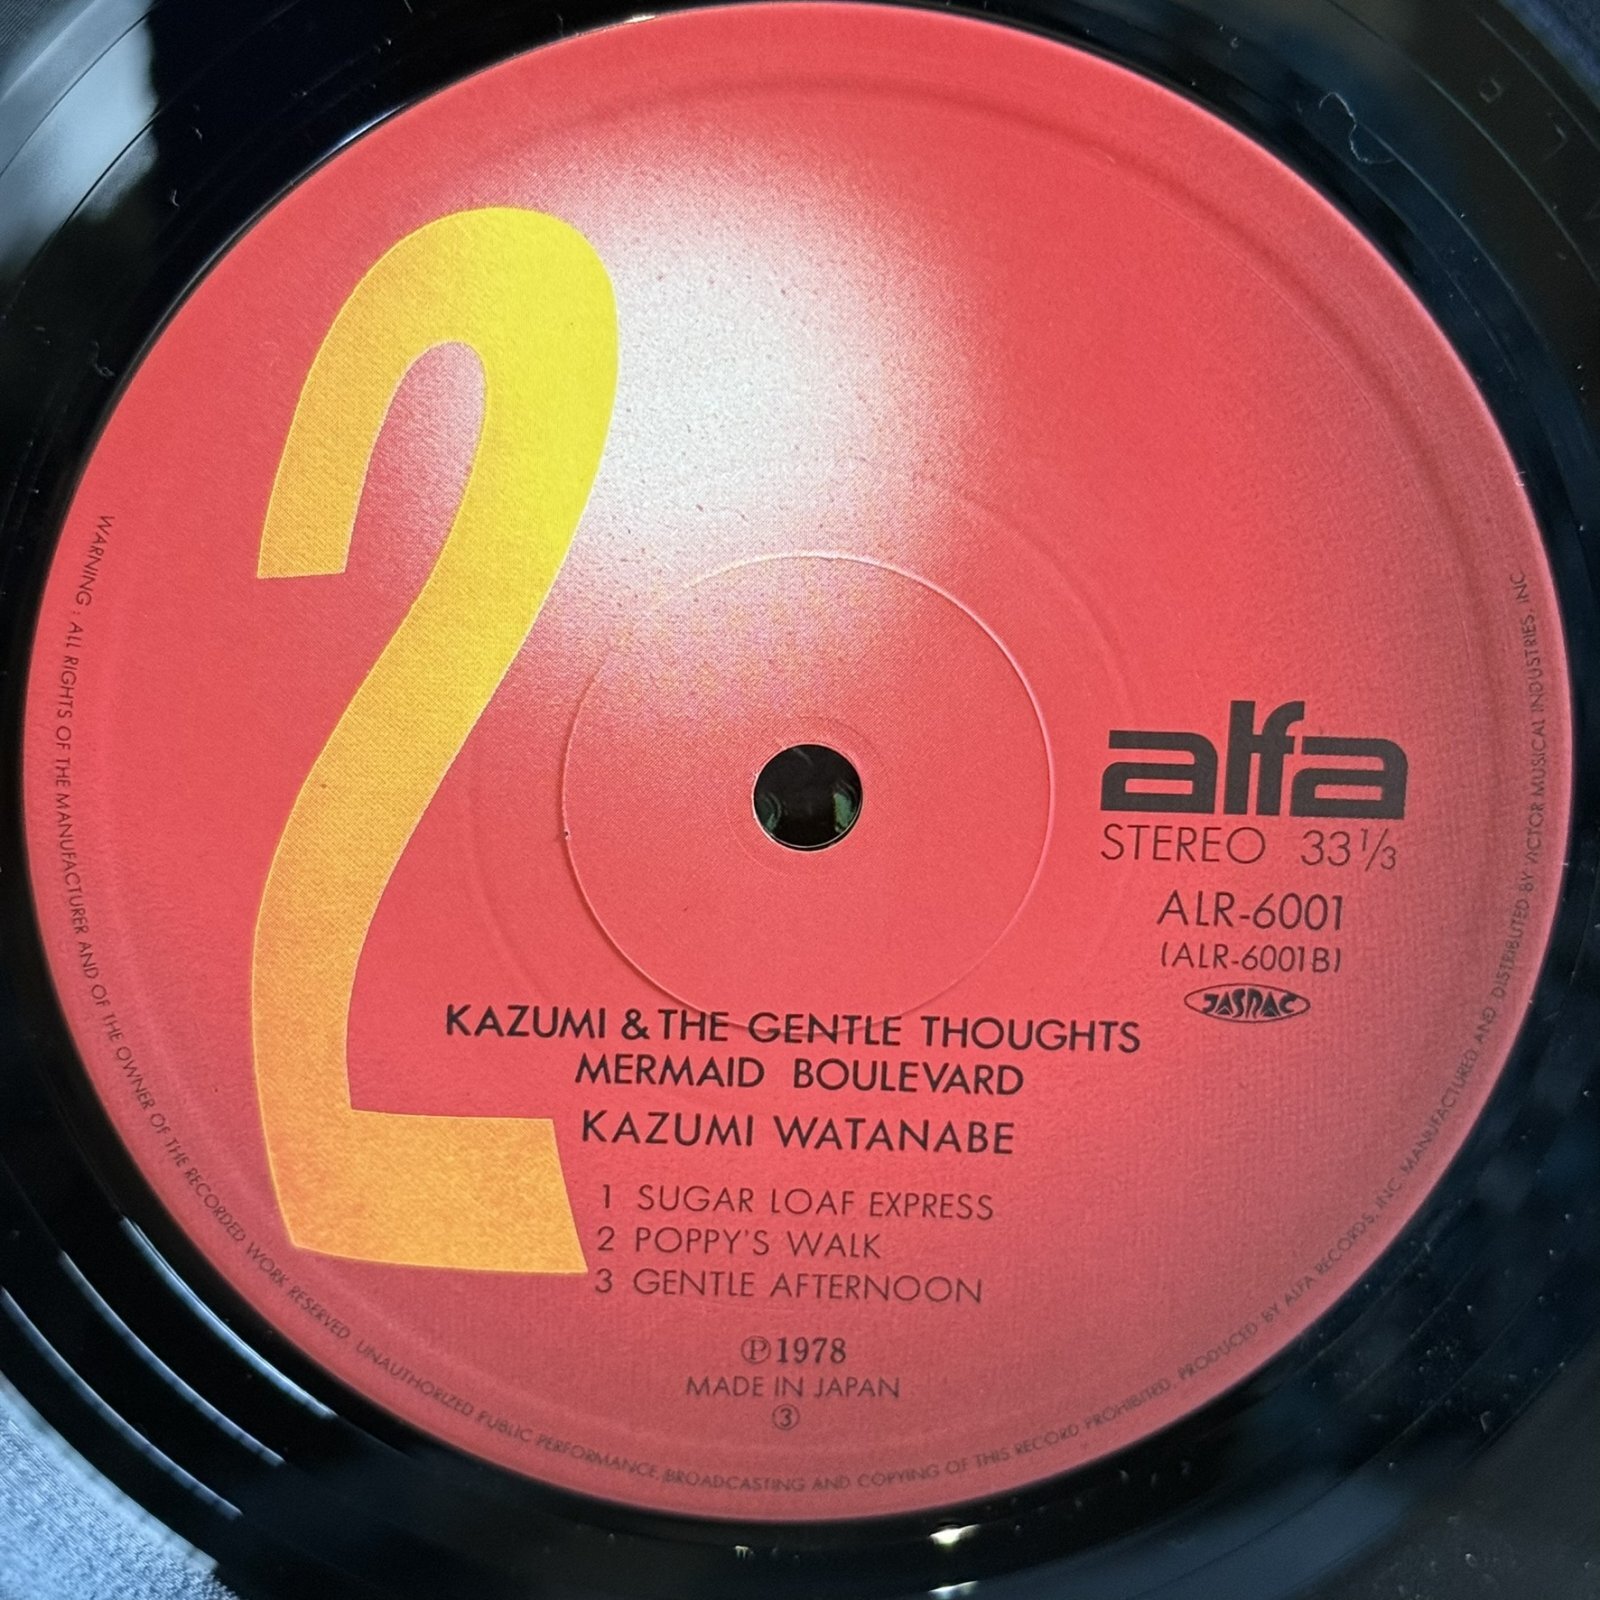 2
alfa
STEREO 33 1/3
ALR-6001
(ALR-6001B)
JASRAC
KAZUMI & THE GENTLE THOUGHTS
MERMAID BOULEVARD
KAZUMI WATANABE
1 SUGAR LOAF EXPRESS
2 POPPY'S WALK
3 GENTLE AFTERNOON
Ⓟ1978
MADE IN JAPAN
③
WARNING : ALL RIGHTS OF THE MANUFACTURER AND OF THE OWNER OF THE RECORDED WORK RESERVED. UNAUTHORIZED PUBLIC PERFORMANCE, BROADCASTING AND COPYING OF THIS RECORD PROHIBITED. PRODUCED BY ALFA RECORDS, INC. MANUFACTURED AND DISTRIBUTED BY VICTOR MUSICAL INDUSTRIES, INC.